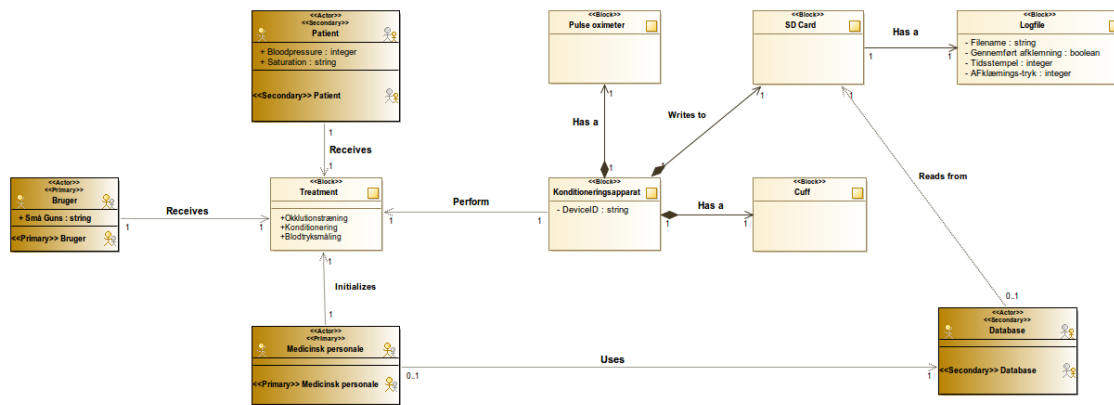 <<Actor>>
<<Secondary>>
Patient
+ Bloodpressure : integer
+ Saturation : string
<<Secondary>> Patient
<<Block>>
Pulse oximeter
<<Block>>
SD Card
Has a
1
1
<<Block>>
Logfile
- Filename : string
- Gennemført afklemning : boolean
- Tidsstempel : integer
- AFklæmings-tryk : integer
1
Receives
1
1
Has a
1
1
Writes to
1
1
Reads from
0..1
<<Actor>>
<<Primary>>
Bruger
+ Små Guns : string
<<Primary>> Bruger
1
Receives
1
<<Block>>
Treatment
+Okklutionstræning
+Konditionering
+Blodtryksmåling
1
Perform
1
<<Block>>
Konditioneringsapparat
- DeviceID : string
1
Has a
1
<<Block>>
Cuff
1
Initializes
1
<<Actor>>
<<Primary>>
Medicinsk personale
<<Primary>> Medicinsk personale
0..1
Uses
1
<<Actor>>
<<Secondary>>
Database
<<Secondary>> Database